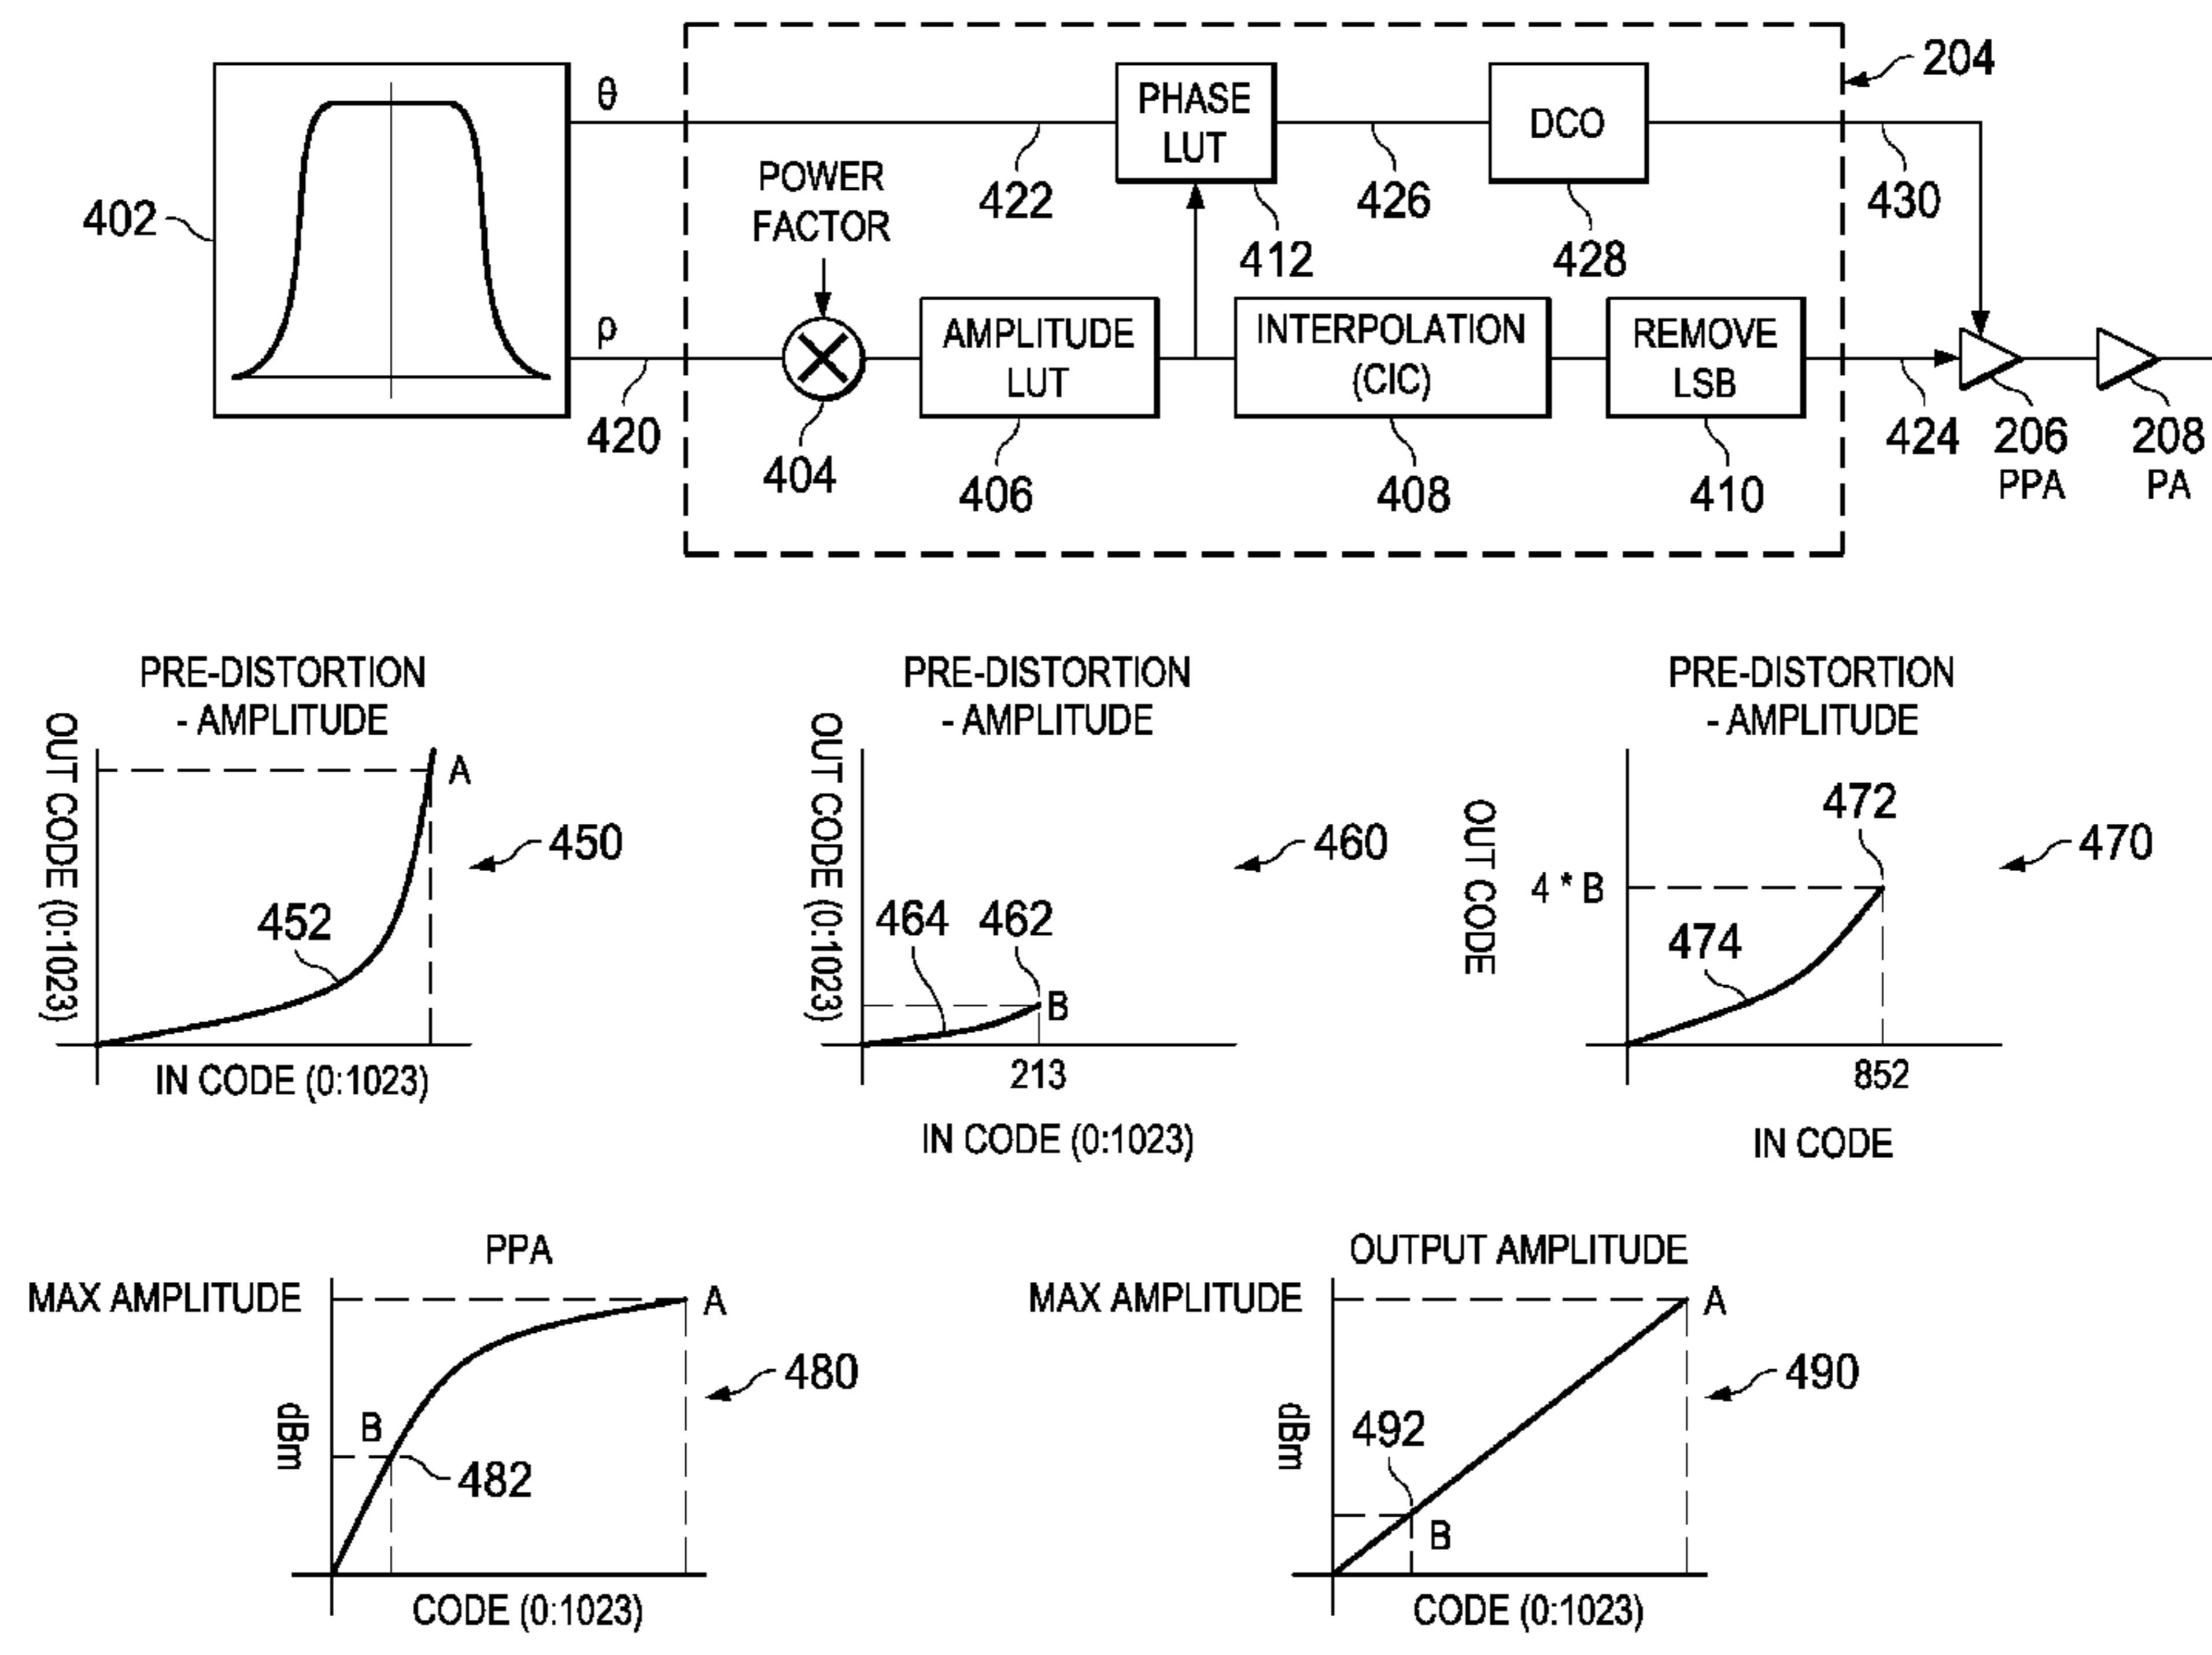 204
402
θ
PHASE
LUT
DCO
POWER
FACTOR
422
426
430
412
428
ρ
AMPLITUDE
LUT
INTERPOLATION
(CIC)
REMOVE
LSB
420
404
406
408
410
424
206
PPA
208
PA
PRE-DISTORTION
- AMPLITUDE
OUT CODE (0:1023)
A
450
452
IN CODE (0:1023)
PRE-DISTORTION
- AMPLITUDE
OUT CODE (0:1023)
460
464
462
B
213
IN CODE (0:1023)
PRE-DISTORTION
- AMPLITUDE
OUT CODE
472
470
4 * B
474
852
IN CODE
PPA
MAX AMPLITUDE
A
480
dBm
B
482
CODE (0:1023)
OUTPUT AMPLITUDE
MAX AMPLITUDE
A
490
dBm
492
B
CODE (0:1023)